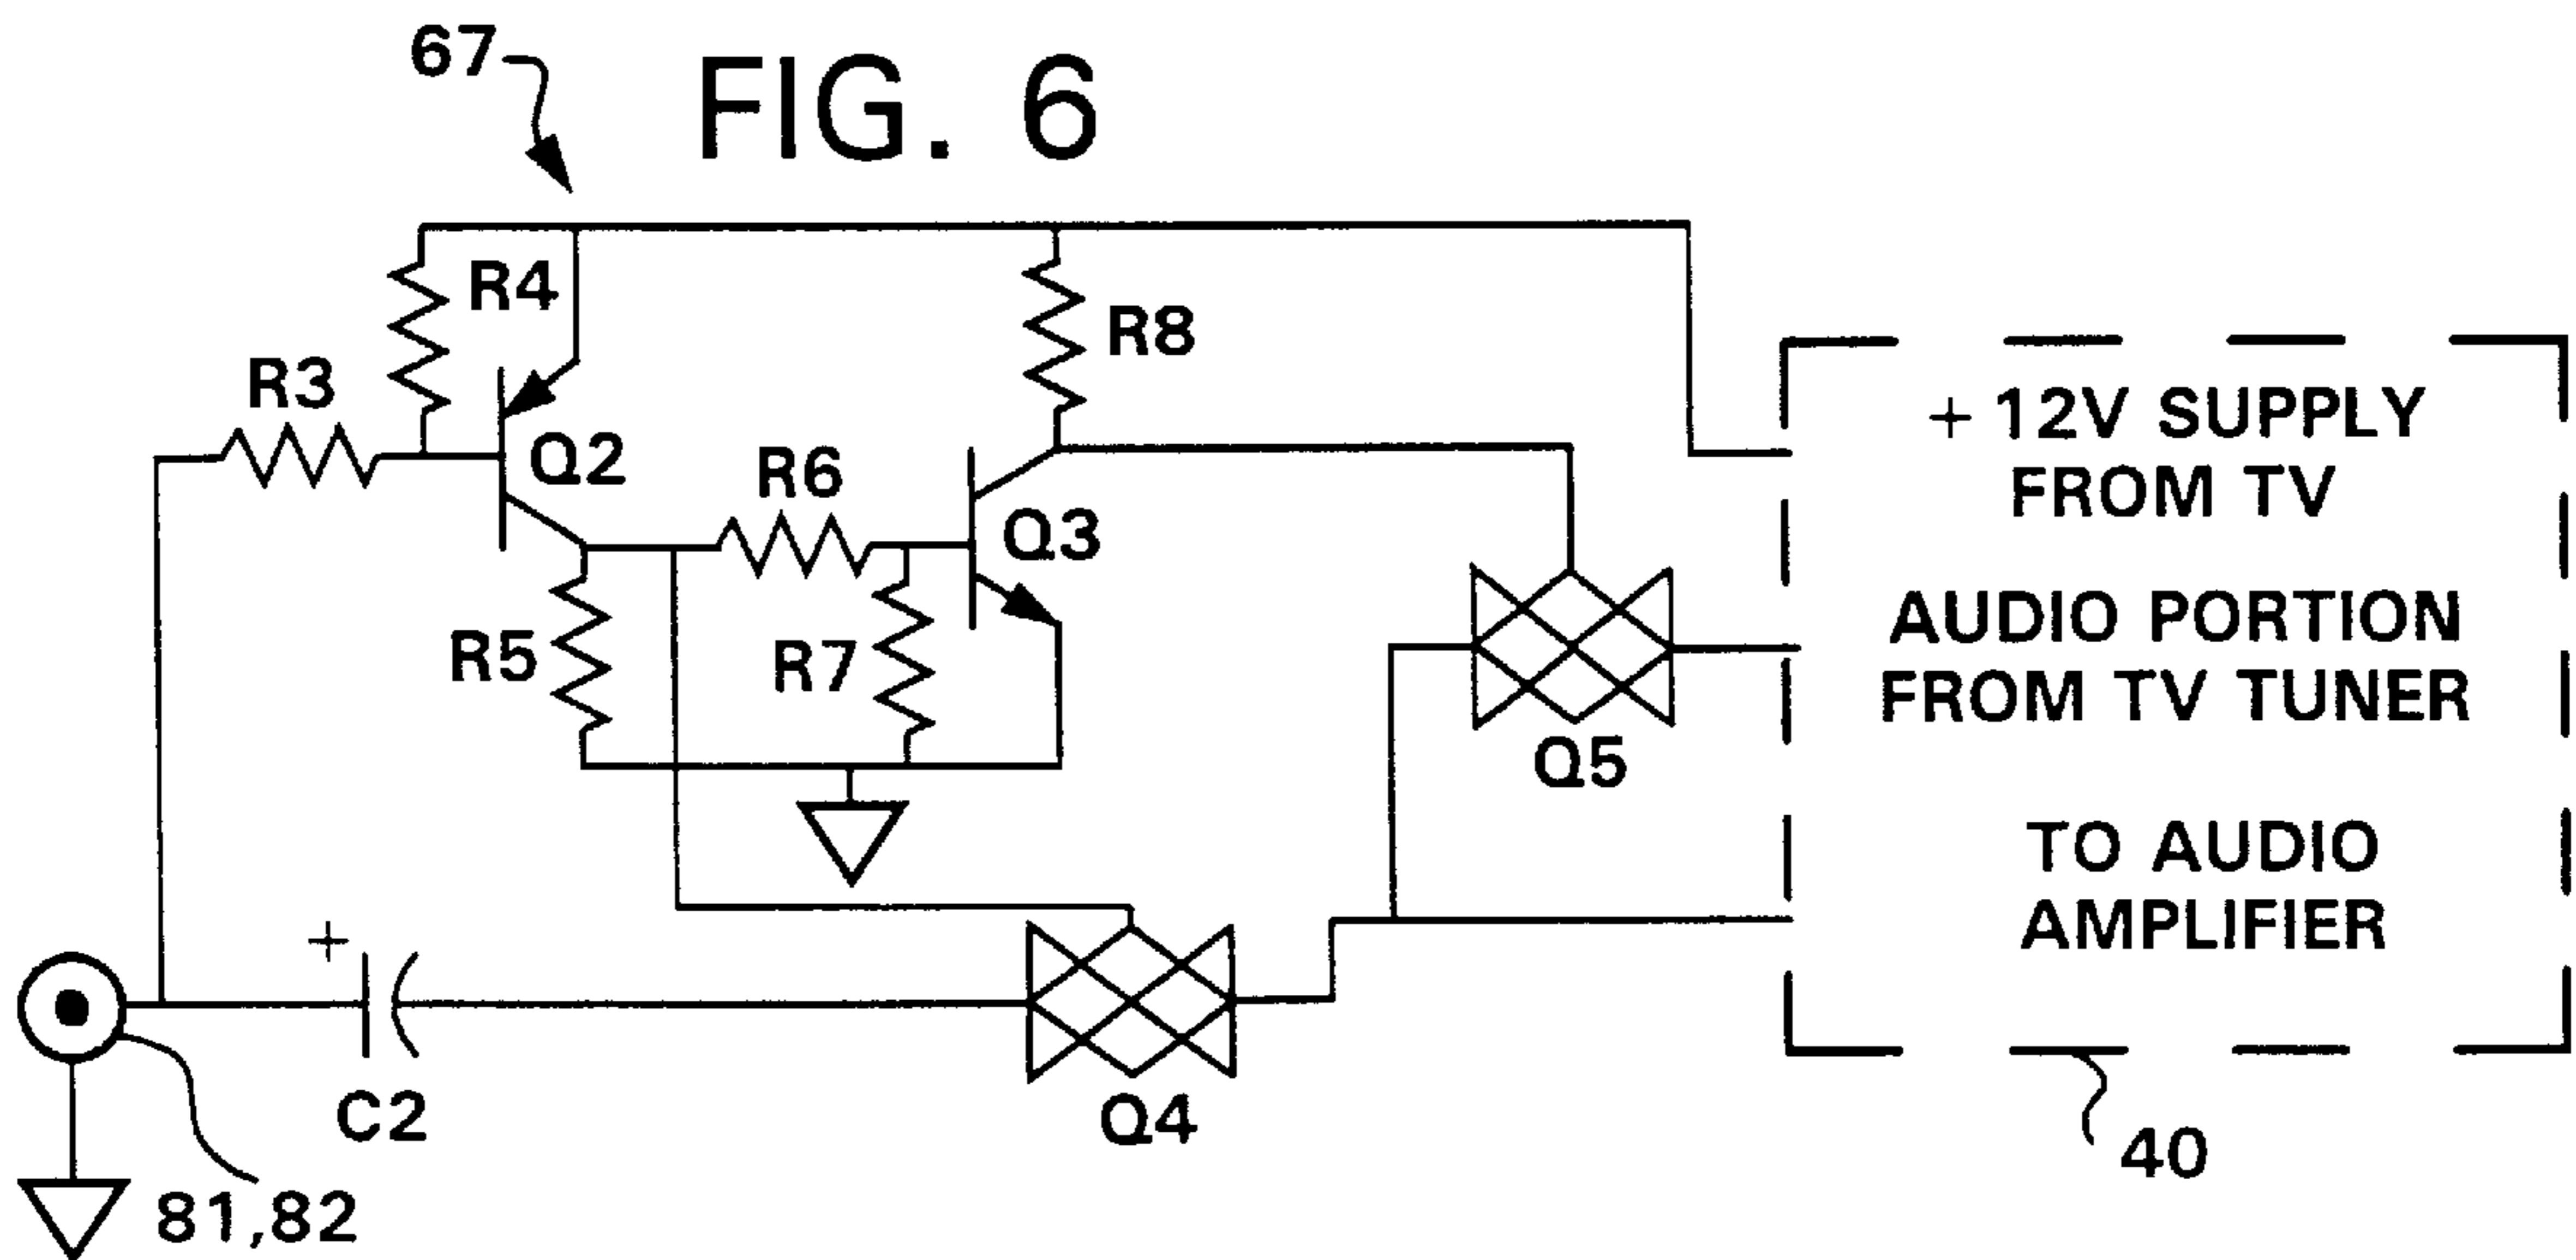 67
FIG. 6
R4
R8
R3
Q2
R6
Q3
R5
R7
+ 12V SUPPLY
FROM TV
AUDIO PORTION
FROM TV TUNER
Q5
TO AUDIO
AMPLIFIER
+
C2
Q4
40
81,82